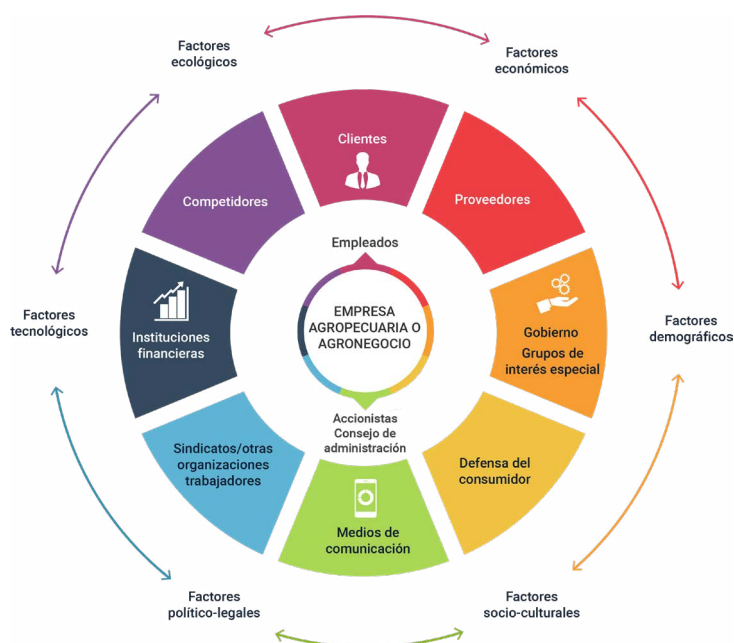 Factores
ecológicos
Factores
económicos
Clientes
Competidores
Proveedores
Empleados
Factores
tecnológicos
Instituciones
financieras
EMPRESA
AGROPECUARIA O
AGRONEGOCIO
Gobierno
Grupos de
interés especial
Factores
demográficos
Accionistas
Consejo de
administración
Sindicatos/otras
organizaciones
trabajadores
Defensa del
consumidor
Medios de
comunicación
Factores
político-legales
Factores
socio-culturales